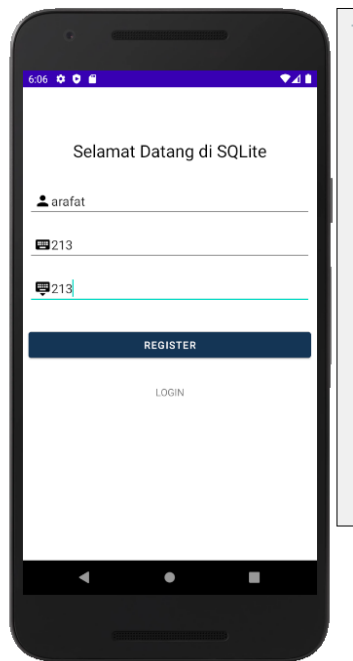 6:06
Selamat Datang di SQLite
arafat
213
213
REGISTER
LOGIN